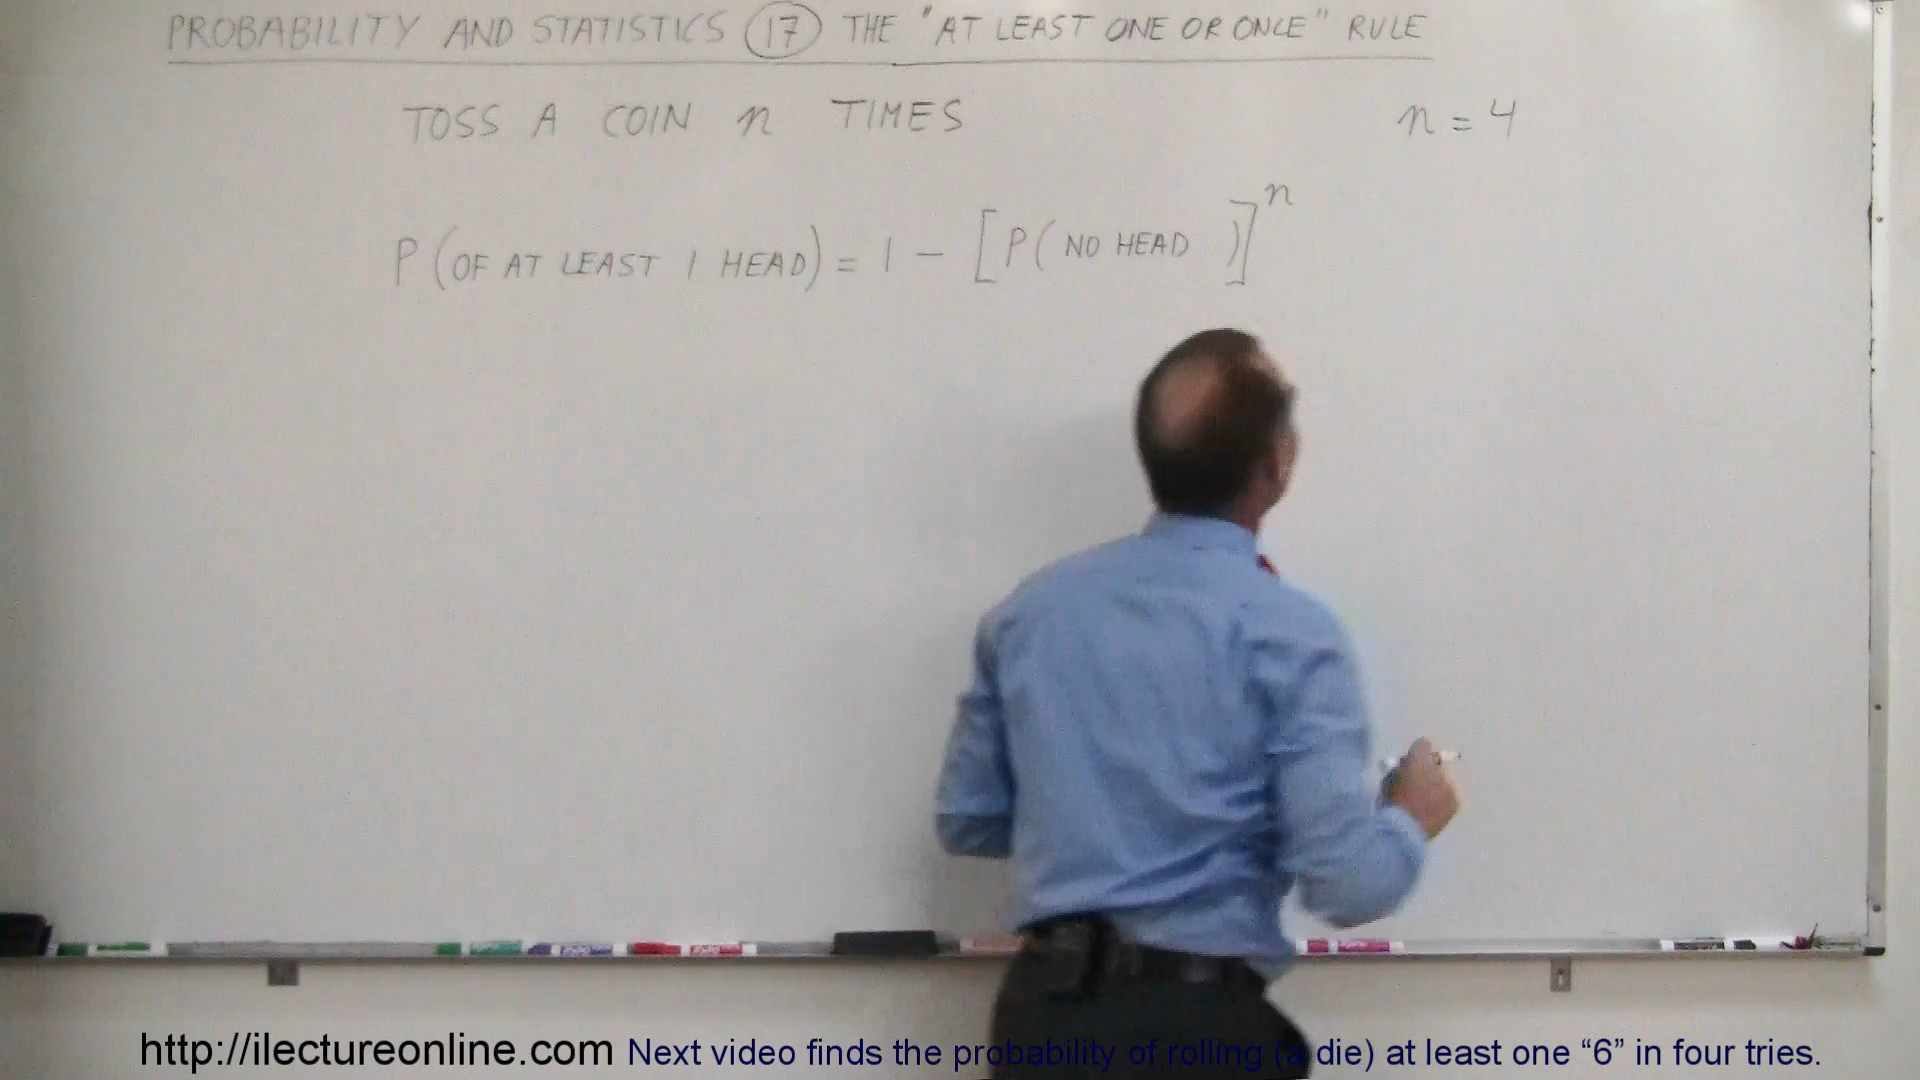 PROBABILITY AND STATISTICS 17 THE "AT LEAST ONE OR ONCE" RULE
TOSS A COIN n TIMES n = 4
P (OF AT LEAST 1 HEAD) = 1 - [P( NO HEAD )]^n
http://ilectureonline.com Next video finds the probability of rolling (a die) at least one “6” in four tries.